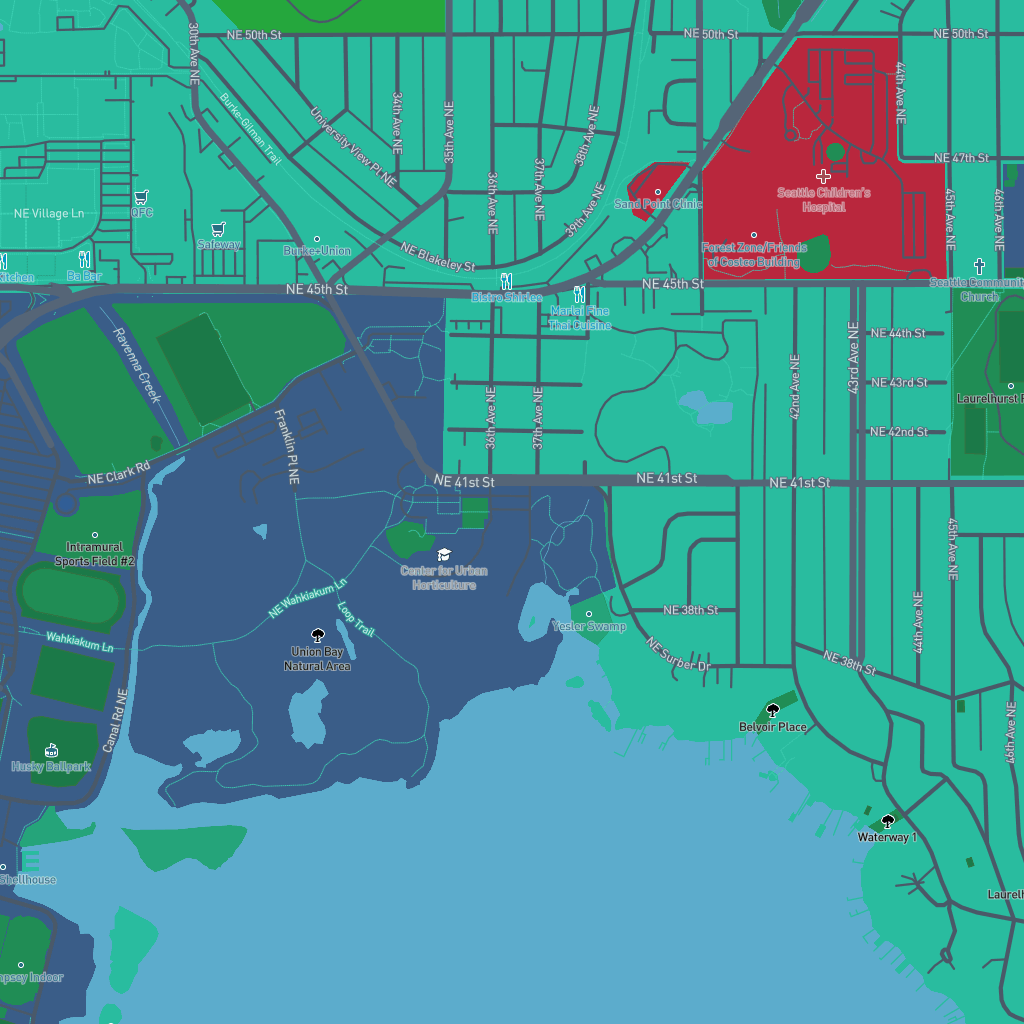 30th Ave NE
NE 50th St
NE 50th St
NE 50th St
44th Ave NE
34th Ave NE
35th Ave NE
Burke-Gilman Trail
University View Pl NE
38th Ave NE
NE 47th St
36th Ave NE
37th Ave NE
39th Ave NE
Seattle Children's
Hospital
Sand Point Clinic
QFC
NE Village Ln
Safeway
Burke+Union
45th Ave NE
46th Ave NE
Forest Zone/Friends
of Costco Building
NE Blakeley St
Kitchen
Ba Bar
NE 45th St
NE 45th St
Bistro Shirlee
Marlai Fine
Thai Cuisine
Seattle Communit
Church
Ravenna Creek
43rd Ave NE
42nd Ave NE
NE 44th St
NE 43rd St
NE 42nd St
Laurelhurst P
36th Ave NE
37th Ave NE
Franklin Pl NE
NE Clark Rd
NE 41st St
NE 41st St
NE 41st St
Intramural
Sports Field #2
45th Ave NE
Center for Urban
Horticulture
NE Wahkiakum Ln
Loop Trail
Yesler Swamp
NE 38th St
44th Ave NE
Wahkiakum Ln
Union Bay
Natural Area
NE Surber Dr
NE 38th St
Canal Rd NE
Belvoir Place
46th Ave NE
Husky Ballpark
Waterway 1
Shellhouse
Laurelh
mpsey Indoor